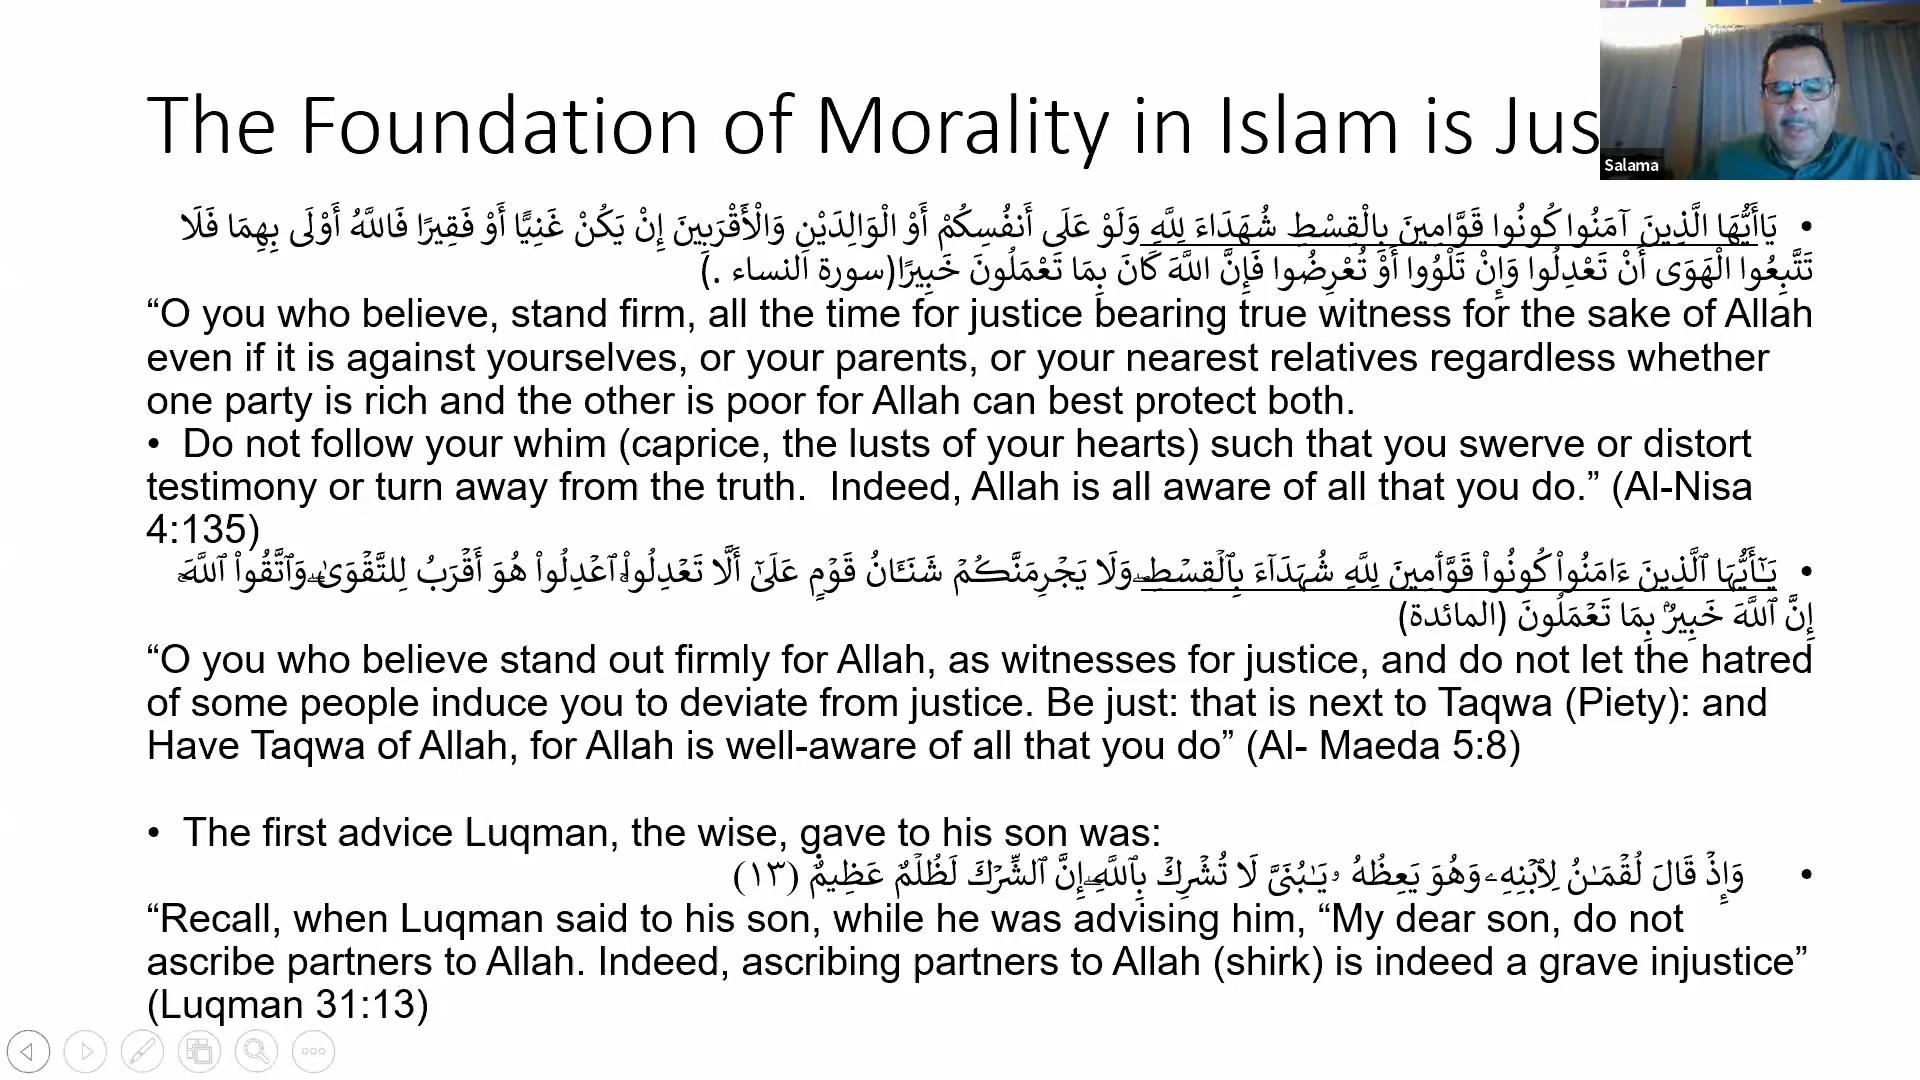 The Foundation of Morality in Islam is Jus
Salama
• يَاأَيُّهَا الَّذِينَ آمَنُوا كُونُوا قَوَّامِينَ بِالْقِسْطِ شُهَدَاءَ لِلَّهِ وَلَوْ عَلَى أَنفُسِكُمْ أَوْ الْوَالِدَيْنِ وَالْأَقْرَبِينَ إِنْ يَكُنْ غَنِيًّا أَوْ فَقِيرًا فَاللَّهُ أَوْلَى بِهِمَا فَلَا
تَتَّبِعُوا الْهَوَى أَنْ تَعْدِلُوا وَإِنْ تَلْوُوا أَوْ تُعْرِضُوا فَإِنَّ اللَّهَ كَانَ بِمَا تَعْمَلُونَ خَبِيرًا(سورة النساء .)
“O you who believe, stand firm, all the time for justice bearing true witness for the sake of Allah
even if it is against yourselves, or your parents, or your nearest relatives regardless whether
one party is rich and the other is poor for Allah can best protect both.
• Do not follow your whim (caprice, the lusts of your hearts) such that you swerve or distort
testimony or turn away from the truth.  Indeed, Allah is all aware of all that you do.” (Al-Nisa
4:135)
• يَـٰٓأَيُّهَا ٱلَّذِينَ ءَامَنُوا۟ كُونُوا۟ قَوَّٰمِينَ لِلَّهِ شُهَدَآءَ بِٱلْقِسْطِ ۖ وَلَا يَجْرِمَنَّكُمْ شَنَـَٔانُ قَوْمٍ عَلَىٰٓ أَلَّا تَعْدِلُوا۟ ۚ ٱعْدِلُوا۟ هُوَ أَقْرَبُ لِلتَّقْوَىٰ ۖ وَٱتَّقُوا۟ ٱللَّهَ ۚ
إِنَّ ٱللَّهَ خَبِيرٌۢ بِمَا تَعْمَلُونَ (المائدة)
“O you who believe stand out firmly for Allah, as witnesses for justice, and do not let the hatred
of some people induce you to deviate from justice. Be just: that is next to Taqwa (Piety): and
Have Taqwa of Allah, for Allah is well-aware of all that you do” (Al- Maeda 5:8)
• The first advice Luqman, the wise, gave to his son was:
• وَإِذْ قَالَ لُقْمَـٰنُ لِٱبْنِهِۦ وَهُوَ يَعِظُهُۥ يَـٰبُنَىَّ لَا تُشْرِكْ بِٱللَّهِ ۖ إِنَّ ٱلشِّرْكَ لَظُلْمٌ عَظِيمٌ (١٣)
“Recall, when Luqman said to his son, while he was advising him, “My dear son, do not
ascribe partners to Allah. Indeed, ascribing partners to Allah (shirk) is indeed a grave injustice”
(Luqman 31:13)